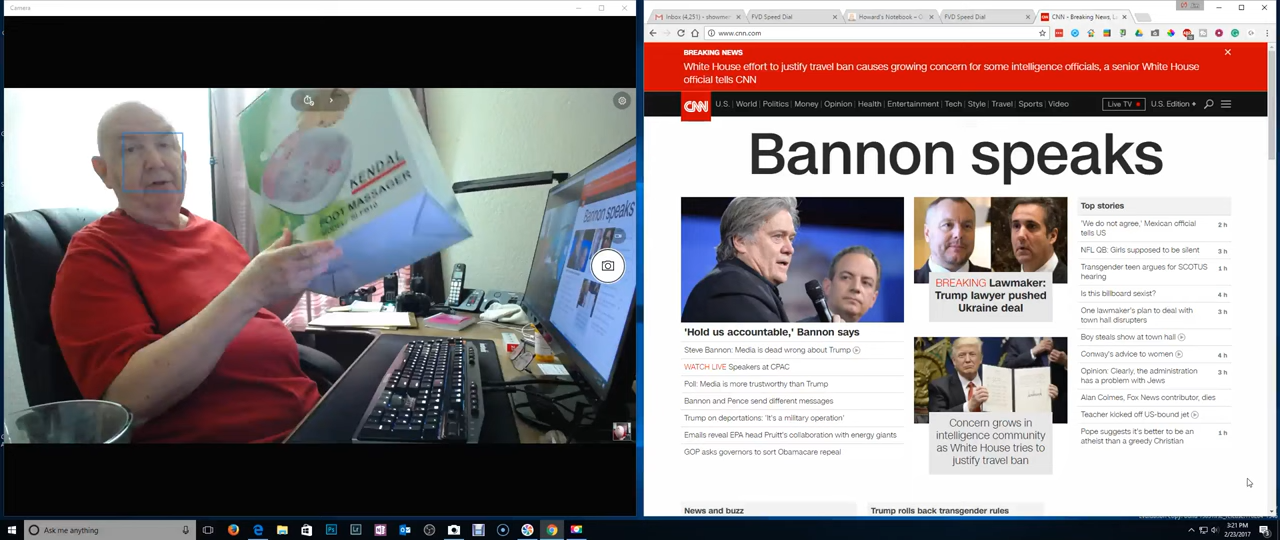 Camera
KENDAL
FOOT MASSAGER
Bannon speaks
Inbox (4,251) - showme
FVD Speed Dial
Howard's Notebook - C
FVD Speed Dial
CNN - Breaking News, L
www.cnn.com
BREAKING NEWS
White House effort to justify travel ban causes growing concern for some intelligence officials, a senior White House
official tells CNN
CNN
U.S. World Politics Money Opinion Health Entertainment Tech Style Travel Sports Video
Live TV
U.S. Edition +
Bannon speaks
'Hold us accountable,' Bannon says
Steve Bannon: Media is dead wrong about Trump
WATCH LIVE Speakers at CPAC
Poll: Media is more trustworthy than Trump
Bannon and Pence send different messages
Trump on deportations: 'It's a military operation'
Emails reveal EPA head Pruitt's collaboration with energy giants
GOP asks governors to sort Obamacare repeal
BREAKING Lawmaker:
Trump lawyer pushed
Ukraine deal
Concern grows in
intelligence community
as White House tries to
justify travel ban
Top stories
'We do not agree,' Mexican official
tells US
2 h
NFL QB: Girls supposed to be silent
3 h
Transgender teen argues for SCOTUS
hearing
1 h
Is this billboard sexist?
4 h
One lawmaker's plan to deal with
town hall disrupters
3 h
Boy steals show at town hall
Conway's advice to women
4 h
Opinion: Clearly, the administration
has a problem with Jews
3 h
Alan Colmes, Fox News contributor, dies
Teacher kicked off US-bound jet
Pope suggests it's better to be an
atheist than a greedy Christian
1 h
News and buzz
Trump rolls back transgender rules
Ask me anything
3:21 PM
2/23/2017